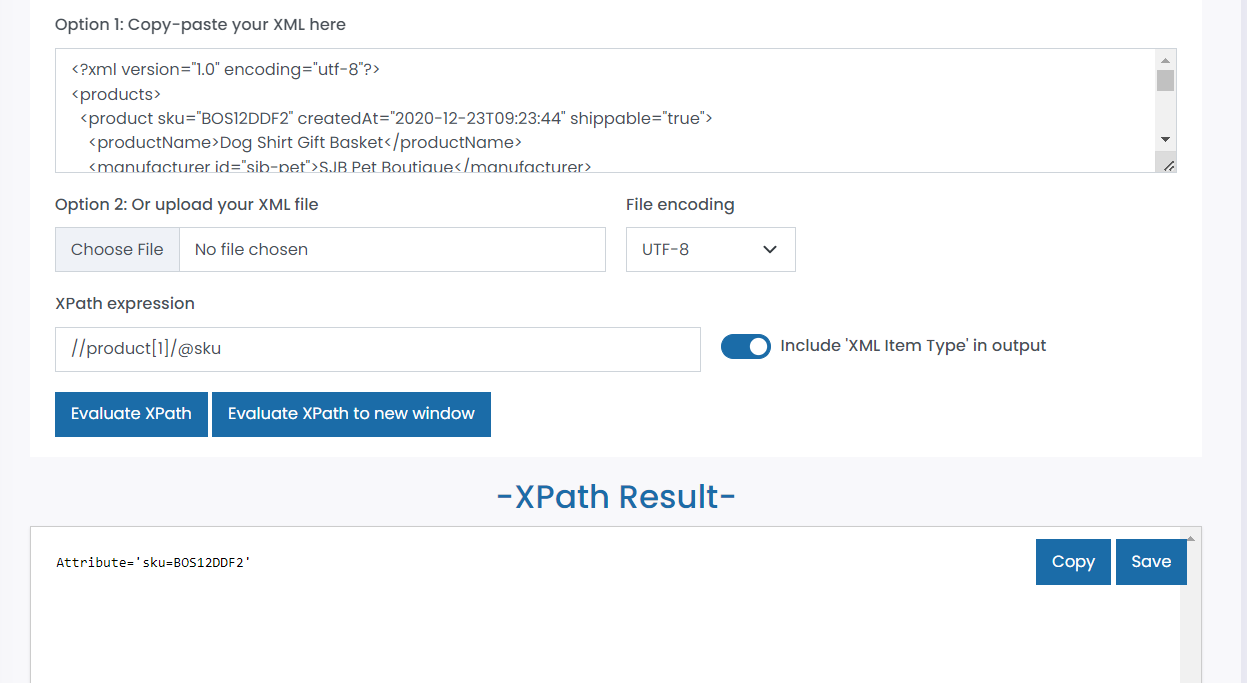 Option 1: Copy-paste your XML here
<?xml version="1.0" encoding="utf-8"?>
<products>
<product sku="BOS12DDF2" createdAt="2020-12-23T09:23:44" shippable="true">
<productName>Dog Shirt Gift Basket</productName>
<manufacturer id="sjb-pet">SJB Pet Boutique</manufacturer>
Option 2: Or upload your XML file
File encoding
Choose File No file chosen
UTF-8
XPath expression
//product[1]/@sku
Include 'XML Item Type' in output
Evaluate XPath
Evaluate XPath to new window
-XPath Result-
Attribute='sku=BOS12DDF2'
Copy
Save